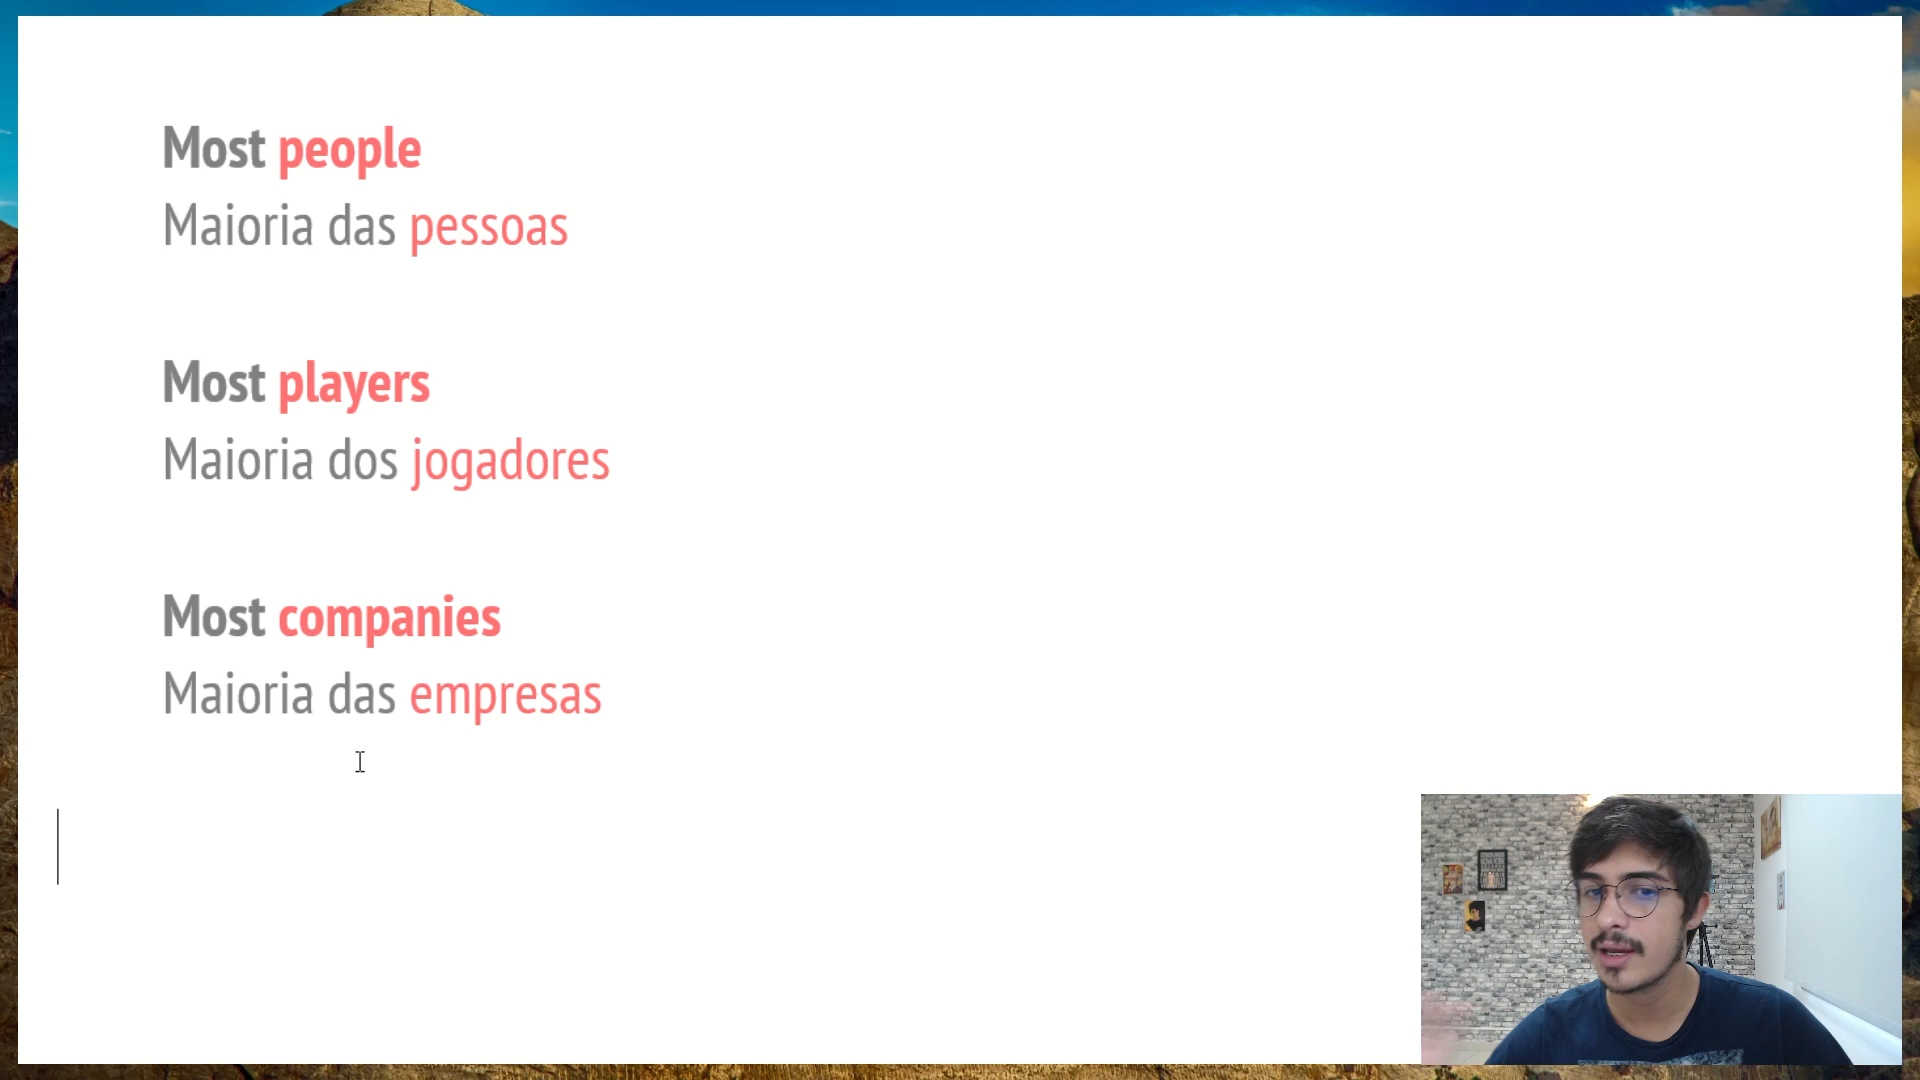 Most people
Maioria das pessoas
Most players
Maioria dos jogadores
Most companies
Maioria das empresas